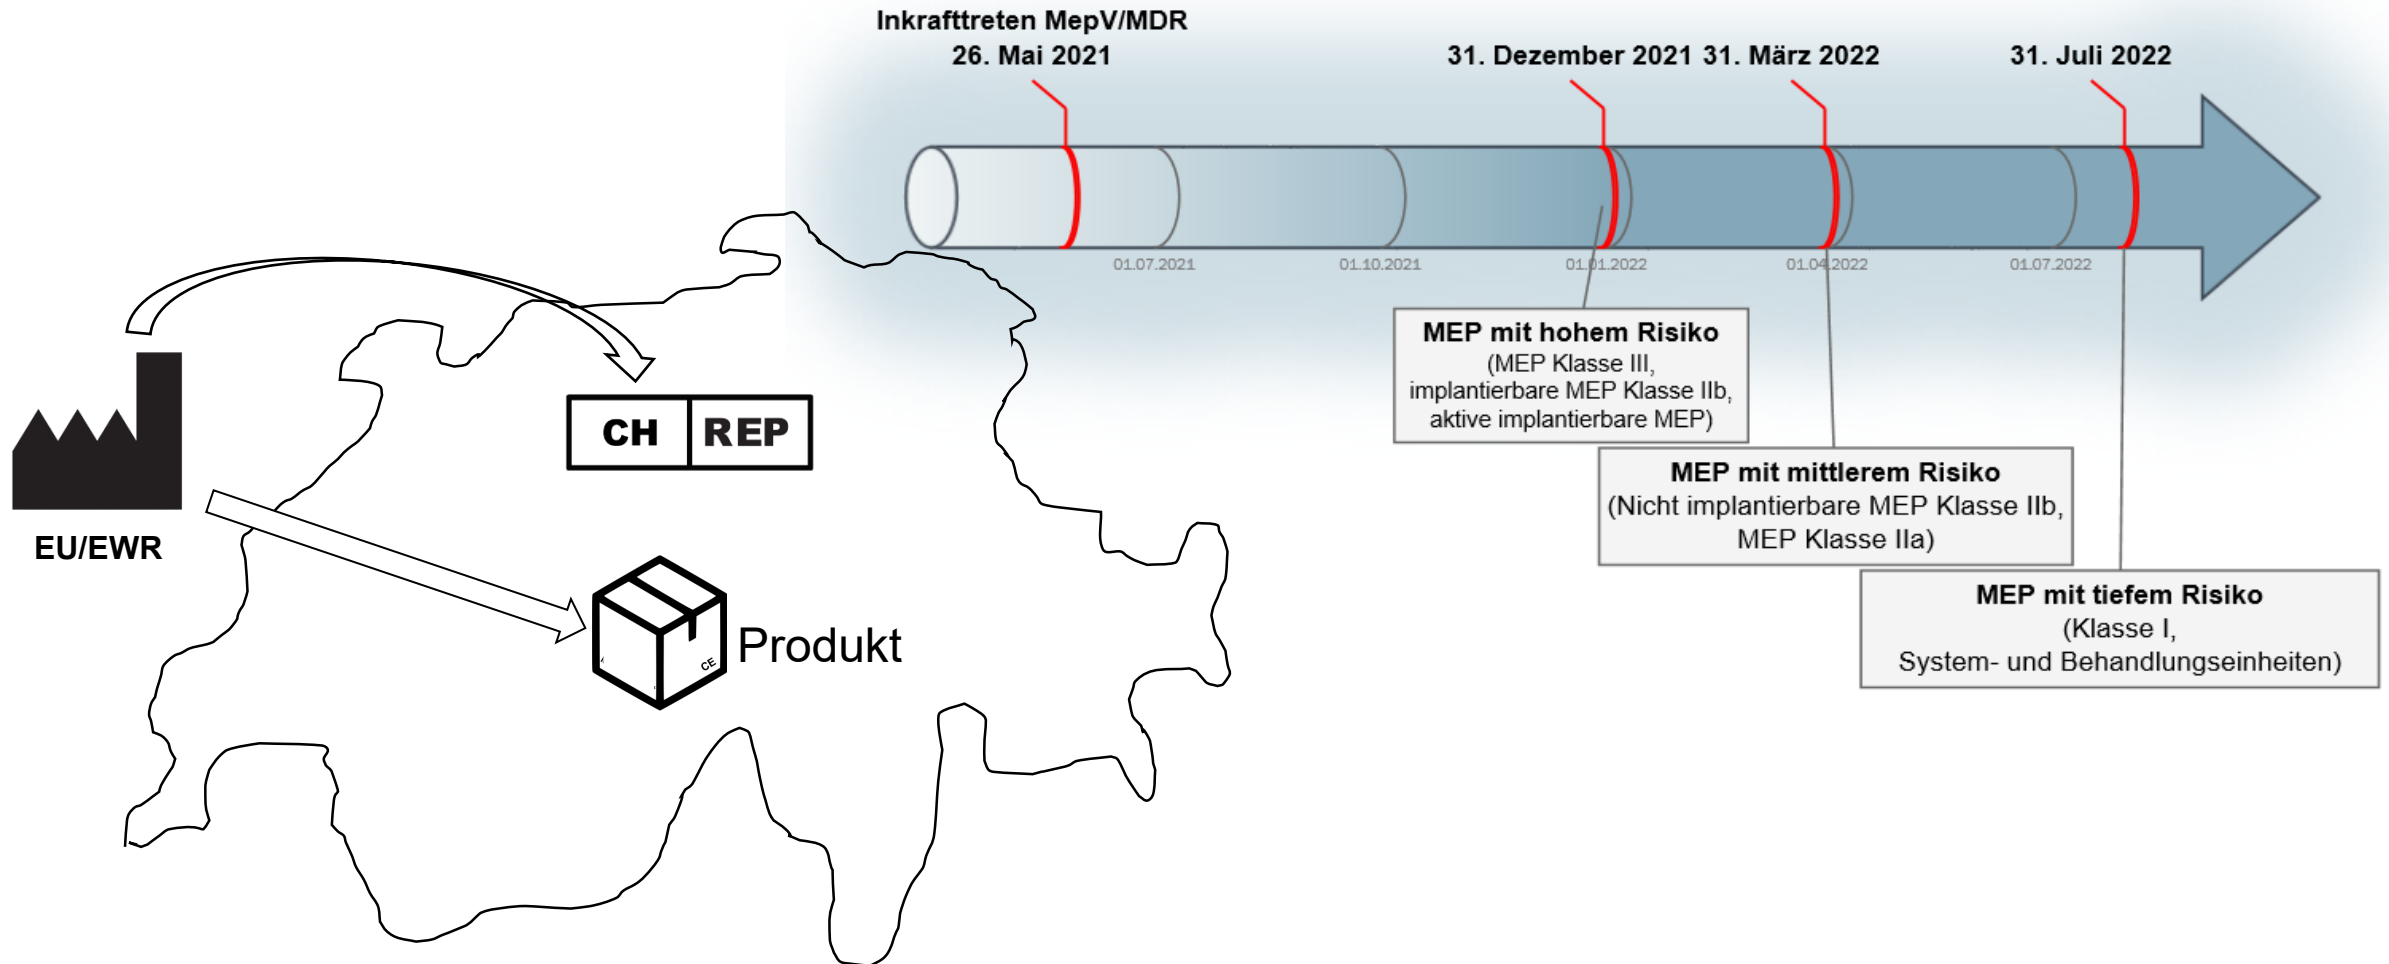 Inkrafttreten MepV/MDR
26. Mai 2021
31. Dezember 2021
31. März 2022
31. Juli 2022
01.07.2021
01.10.2021
01.01.2022
01.04.2022
01.07.2022
MEP mit hohem Risiko
(MEP Klasse III,
implantierbare MEP Klasse IIb,
aktive implantierbare MEP)
MEP mit mittlerem Risiko
(Nicht implantierbare MEP Klasse IIb,
MEP Klasse IIa)
MEP mit tiefem Risiko
(Klasse I,
System- und Behandlungseinheiten)
CH REP
EU/EWR
CE
Produkt